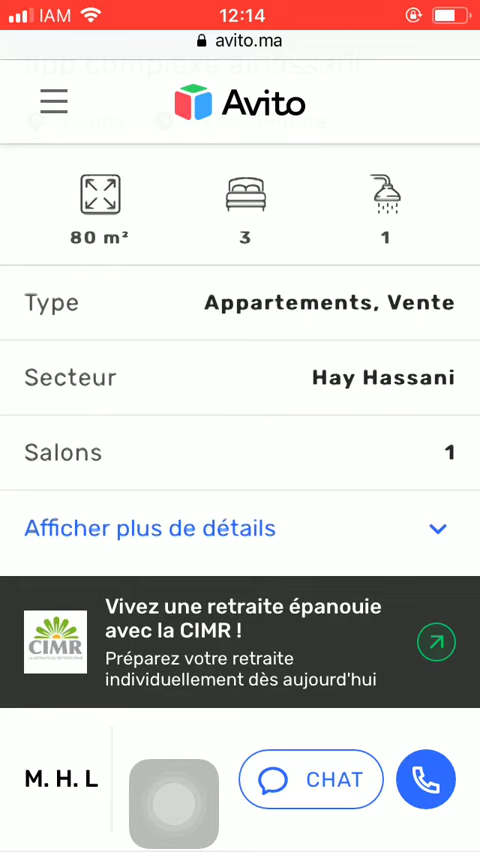 IAM
12:14
avito.ma
Avito
80 m²
3
1
Type
Appartements, Vente
Secteur
Hay Hassani
Salons
1
Afficher plus de détails
CIMR
Vivez une retraite épanouie
avec la CIMR !
Préparez votre retraite
individuellement dès aujourd'hui
M. H. L
CHAT